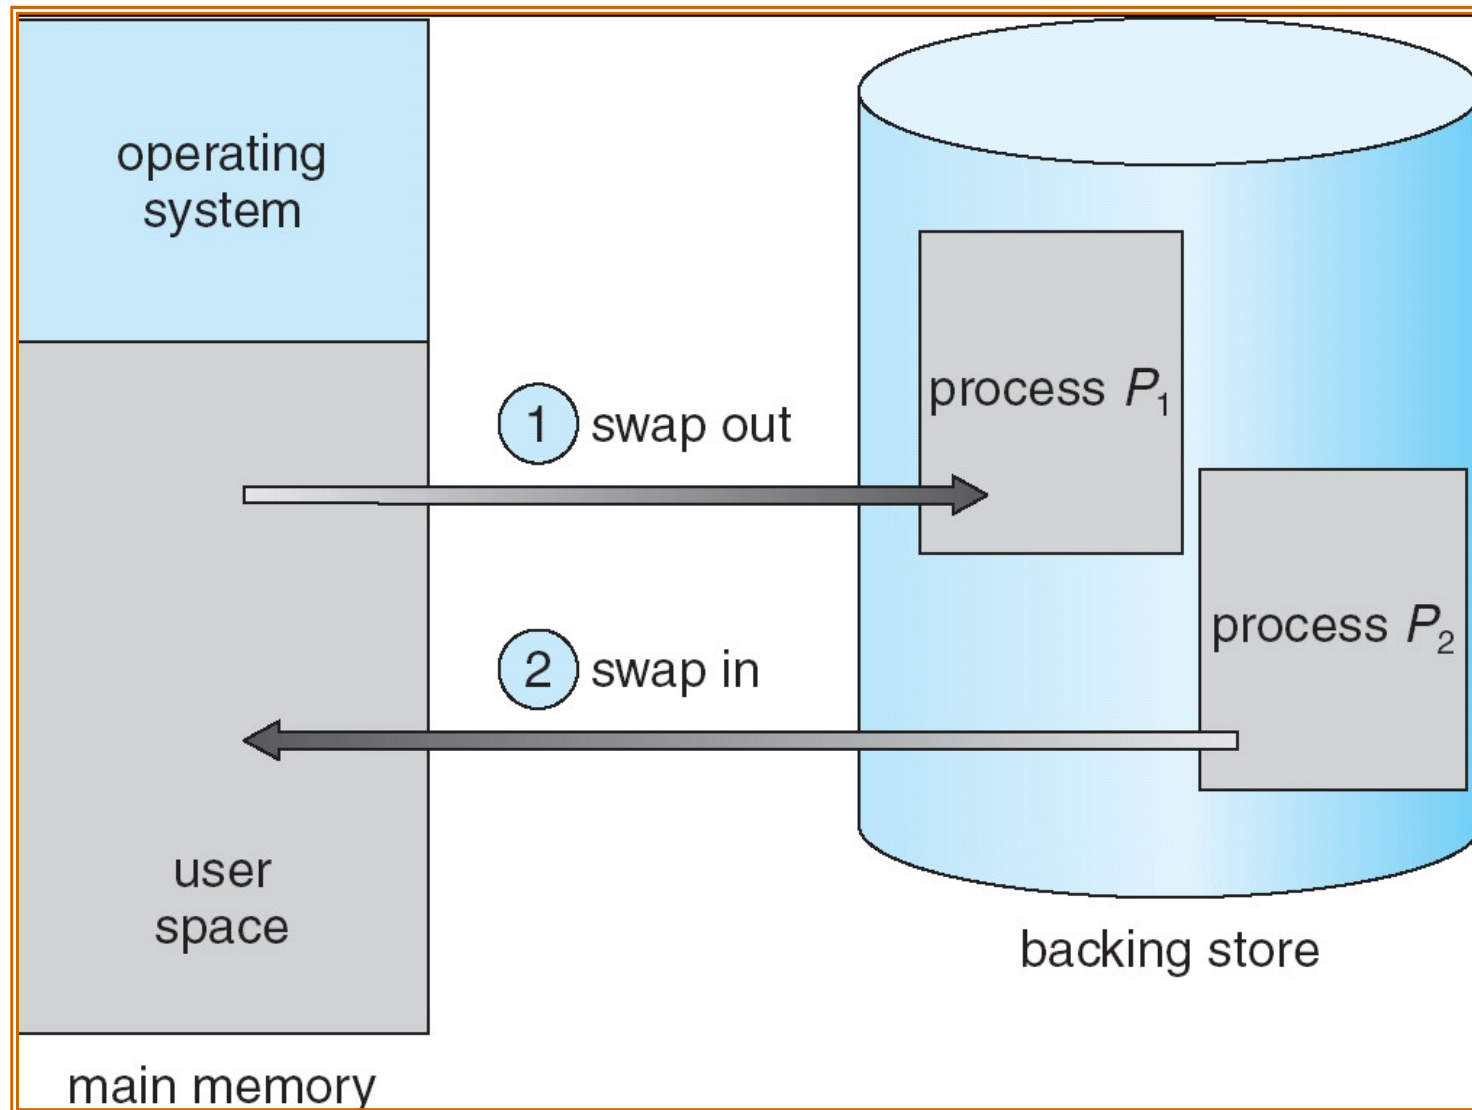 operating
system
process P₁
1 swap out
process P₂
2 swap in
user
space
backing store
main memory